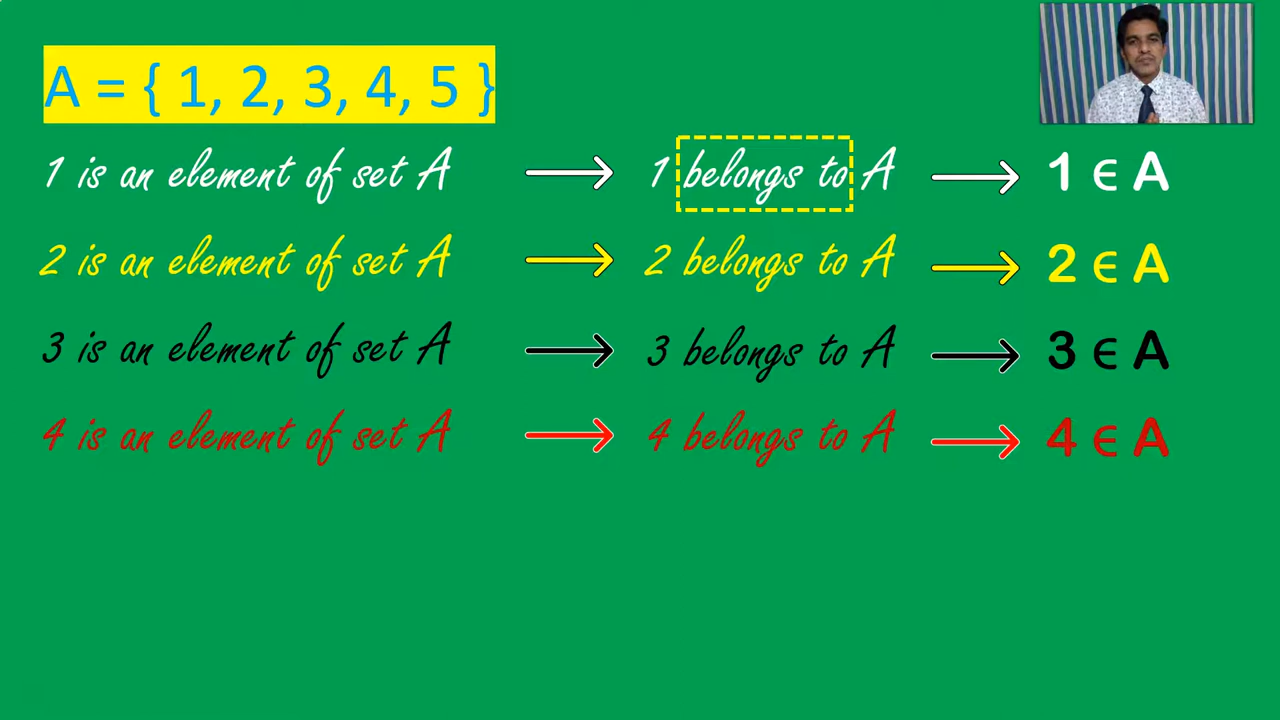 A = { 1, 2, 3, 4, 5 }
1 is an element of set A → 1 belongs to A → 1 ∈ A
2 is an element of set A → 2 belongs to A → 2 ∈ A
3 is an element of set A → 3 belongs to A → 3 ∈ A
4 is an element of set A → 4 belongs to A → 4 ∈ A